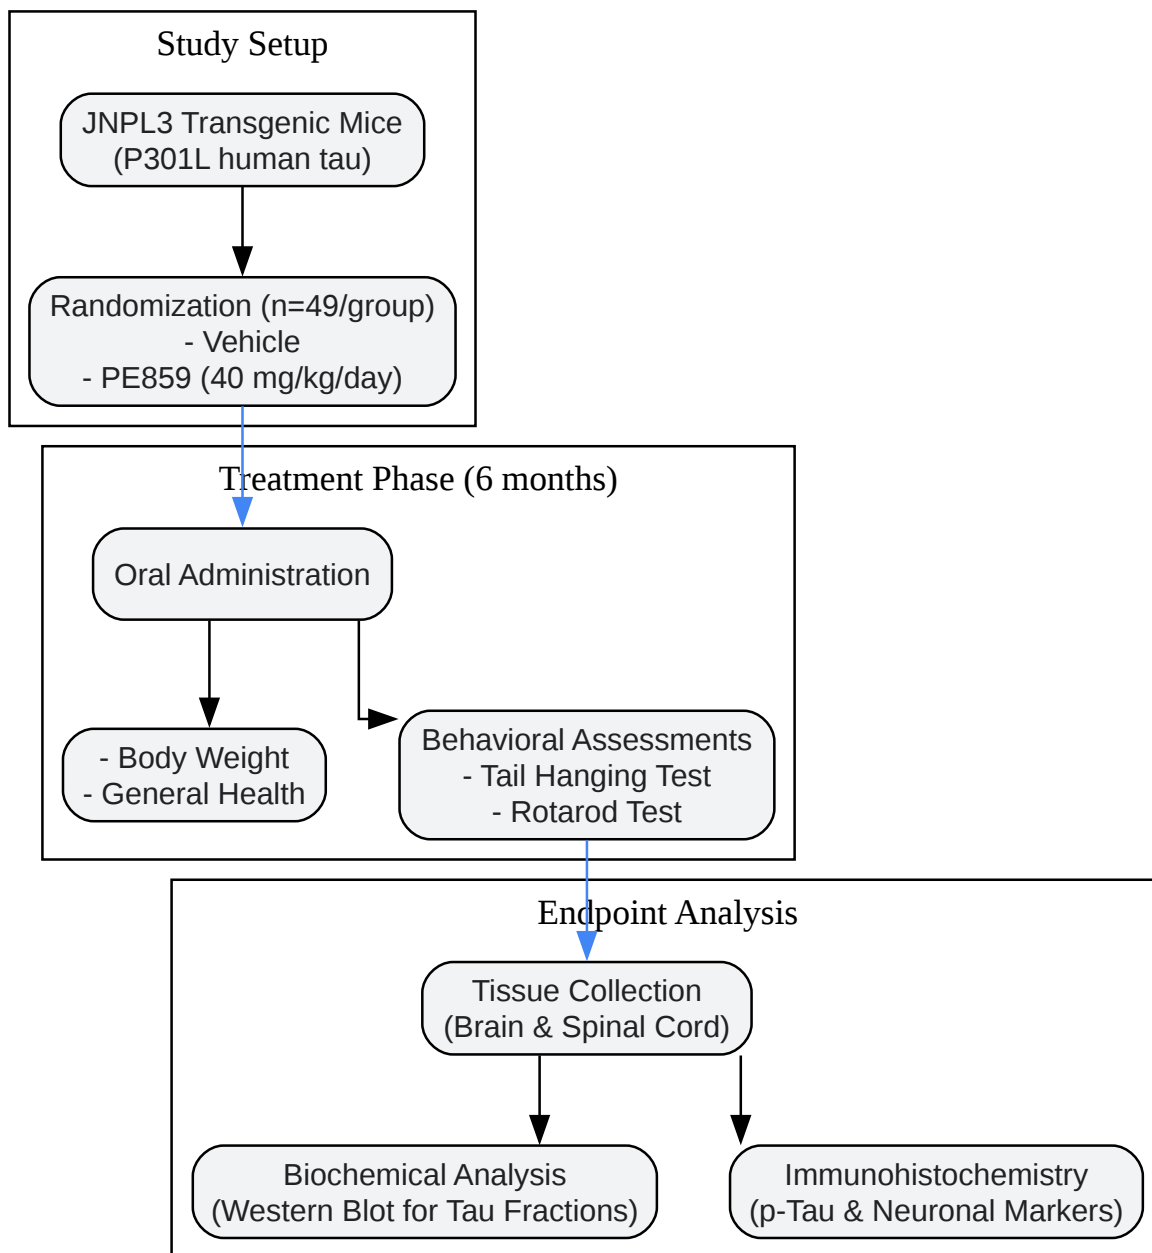 Study Setup
JNPL3 Transgenic Mice
(P301L human tau)
Randomization (n=49/group)
- Vehicle
- PE859 (40 mg/kg/day)
Treatment Phase (6 months)
Oral Administration
- Body Weight
- General Health
Behavioral Assessments
- Tail Hanging Test
- Rotarod Test
Endpoint Analysis
Tissue Collection
(Brain & Spinal Cord)
Biochemical Analysis
(Western Blot for Tau Fractions)
Immunohistochemistry
(p-Tau & Neuronal Markers)